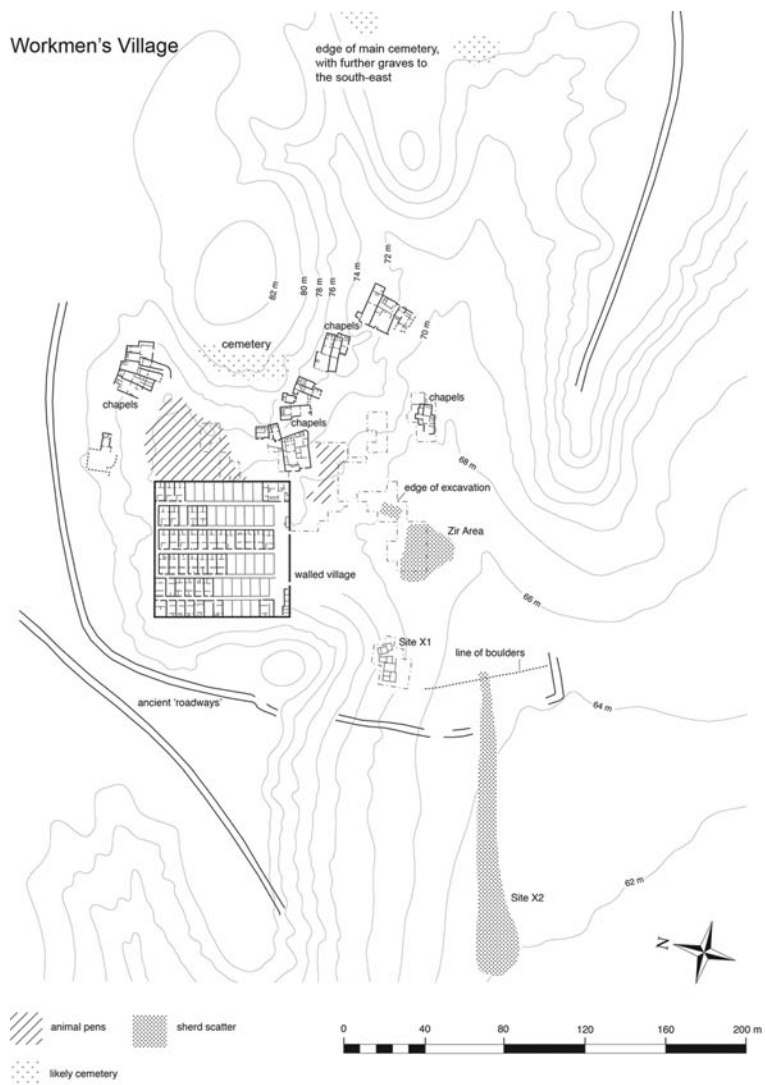 Workmen's Village
edge of main cemetery,
with further graves to
the south-east
82 m
80 m
78 m
76 m
74 m
72 m
70 m
chapels
cemetery
chapels
chapels
chapels
68 m
edge of excavation
Zir Area
walled village
66 m
Site X1
line of boulders
ancient 'roadways'
64 m
62 m
Site X2
N
animal pens
sherd scatter
likely cemetery
0 40 80 120 160 200 m